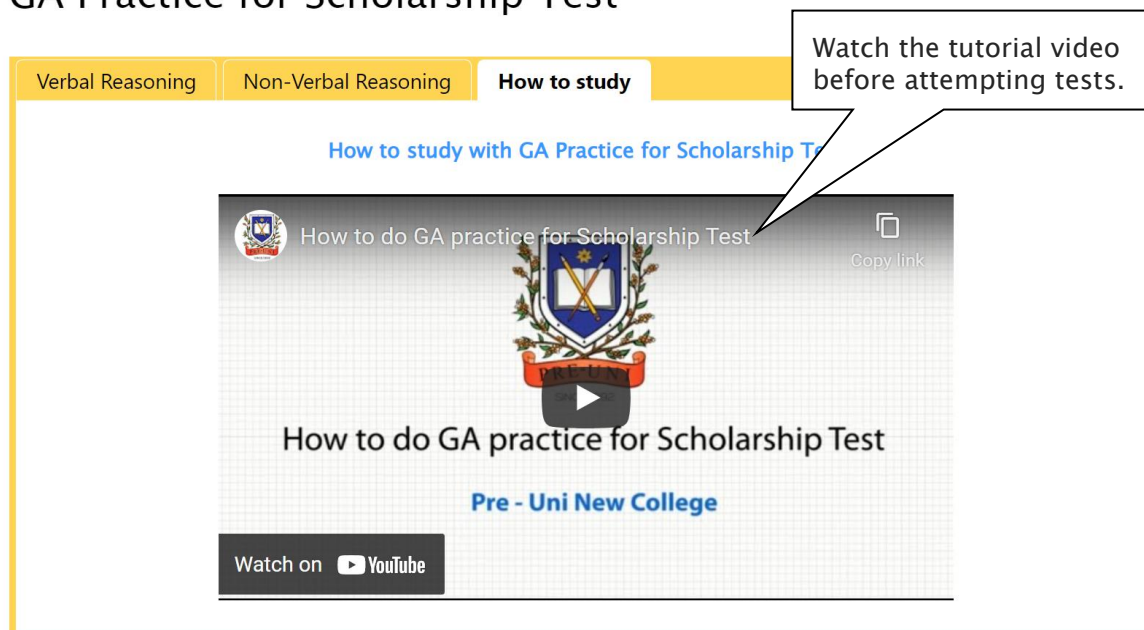 GA Practice for Scholarship Test
Watch the tutorial video
before attempting tests.
Verbal Reasoning
Non-Verbal Reasoning
How to study
How to study with GA Practice for Scholarship
How to do GA practice for Scholarship Test
Copy link
PRE-UNI
How to do GA practice for Scholarship Test
Pre - Uni New College
Watch on YouTube